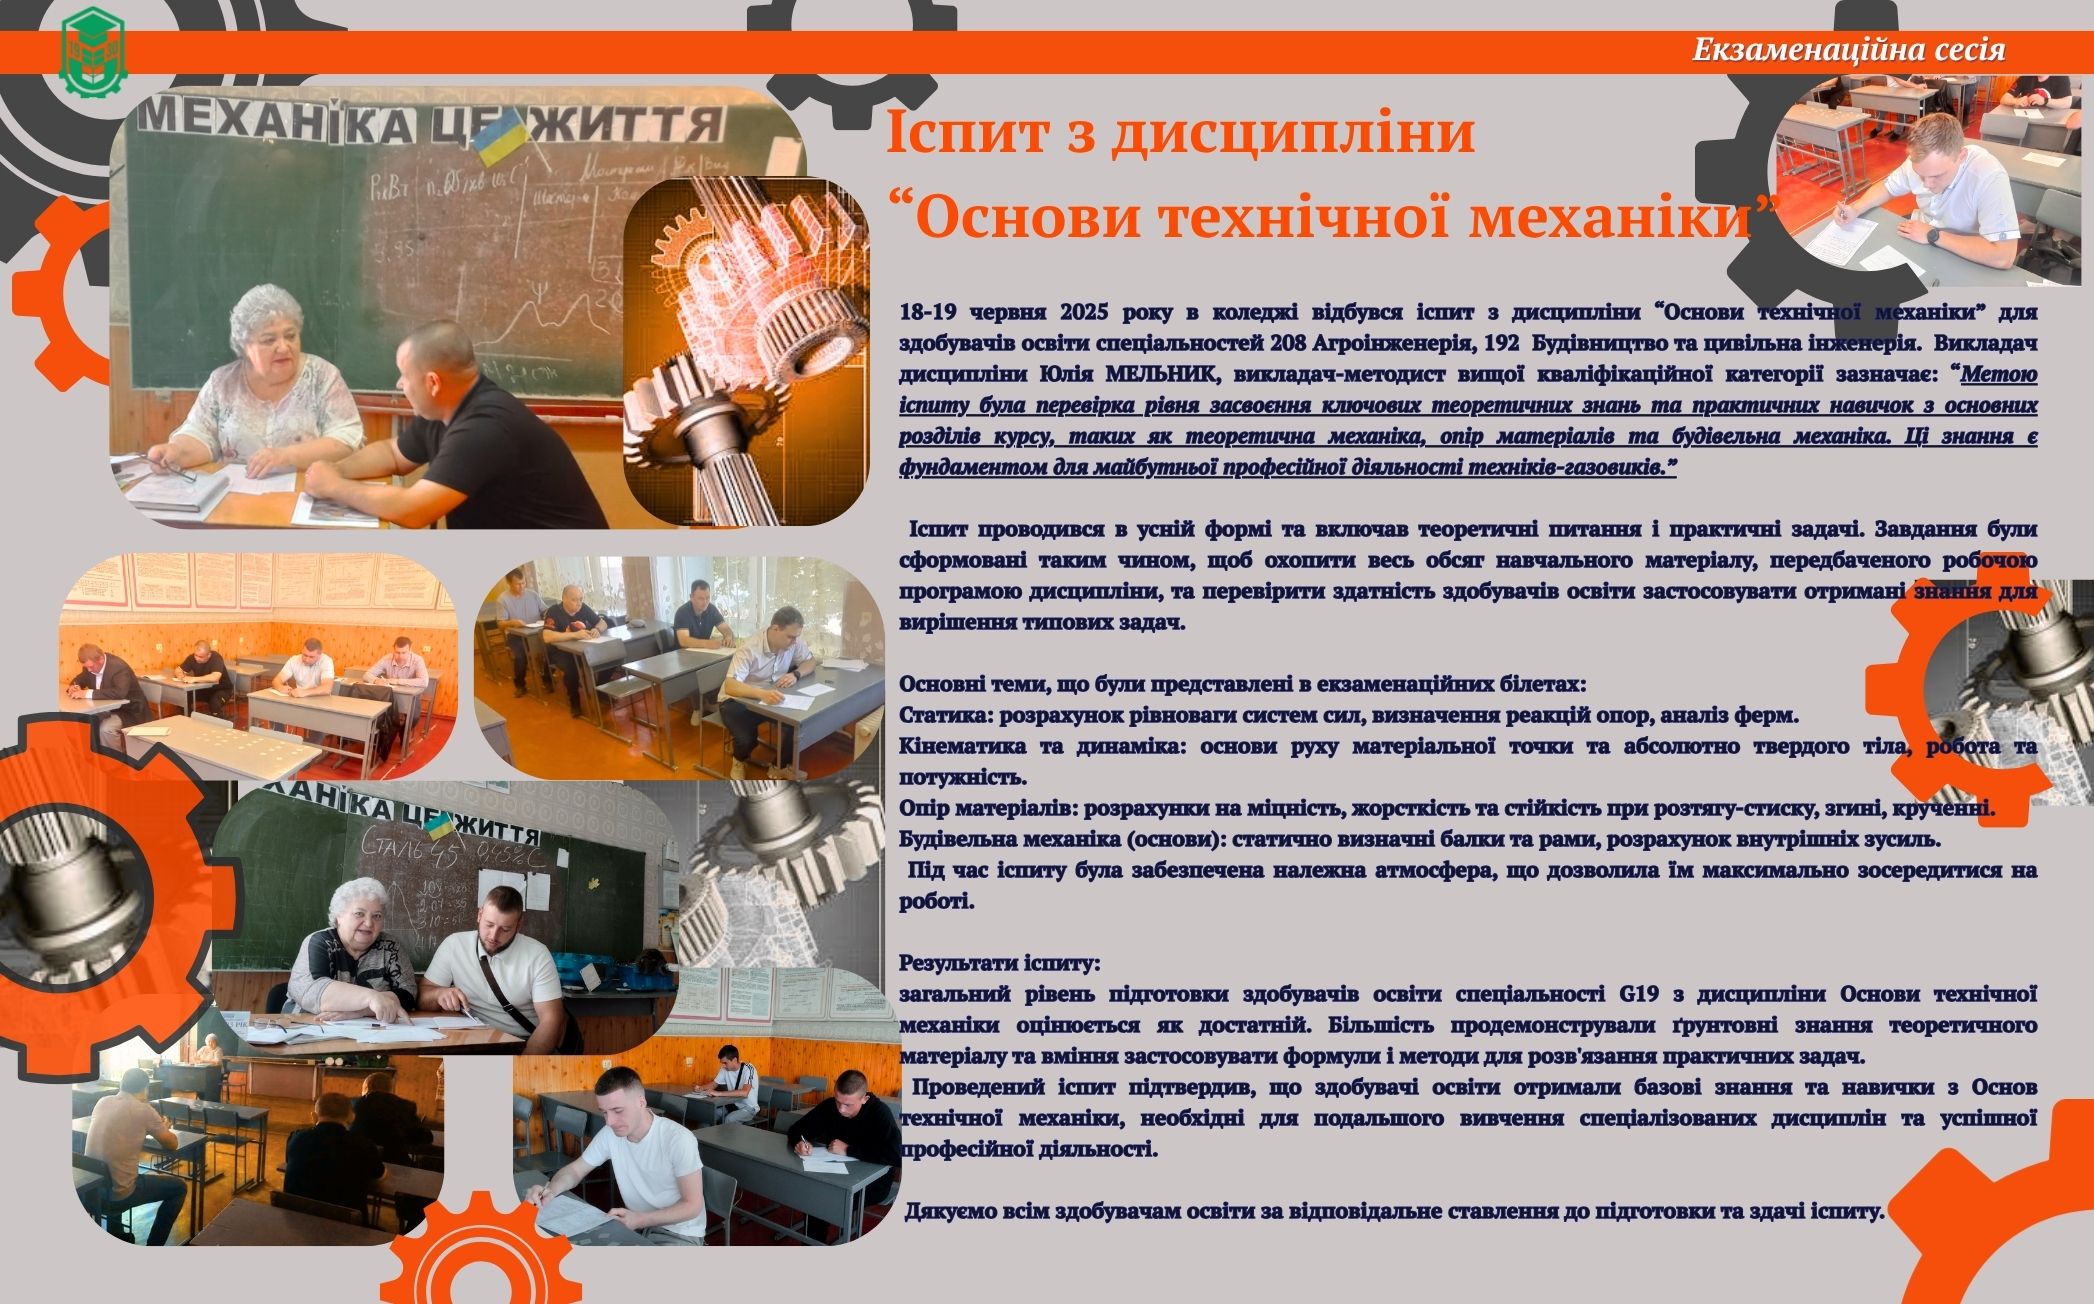 Екзаменаційна сесія
1930
МЕХАНІКА ЦЕ ЖИТТЯ
Іспит з дисципліни
“Основи технічної механіки”
18-19 червня 2025 року в коледжі відбувся іспит з дисципліни “Основи технічної механіки” для
здобувачів освіти спеціальностей 208 Агроінженерія, 192 Будівництво та цивільна інженерія. Викладач
дисципліни Юлія МЕЛЬНИК, викладач-методист вищої кваліфікаційної категорії зазначає: “Метою
іспиту була перевірка рівня засвоєння ключових теоретичних знань та практичних навичок з основних
розділів курсу, таких як теоретична механіка, опір матеріалів та будівельна механіка. Ці знання є
фундаментом для майбутньої професійної діяльності техніків-газовиків.”
Іспит проводився в усній формі та включав теоретичні питання і практичні задачі. Завдання були
сформовані таким чином, щоб охопити весь обсяг навчального матеріалу, передбаченого робочою
програмою дисципліни, та перевірити здатність здобувачів освіти застосовувати отримані знання для
вирішення типових задач.
Основні теми, що були представлені в екзаменаційних білетах:
Статика: розрахунок рівноваги систем сил, визначення реакцій опор, аналіз ферм.
Кінематика та динаміка: основи руху матеріальної точки та абсолютно твердого тіла, робота та
потужність.
Опір матеріалів: розрахунки на міцність, жорсткість та стійкість при розтягу-стиску, згині, крученні.
Будівельна механіка (основи): статично визначні балки та рами, розрахунок внутрішніх зусиль.
Під час іспиту була забезпечена належна атмосфера, що дозволила їм максимально зосередитися на
роботі.
Результати іспиту:
загальний рівень підготовки здобувачів освіти спеціальності G19 з дисципліни Основи технічної
механіки оцінюється як достатній. Більшість продемонстрували ґрунтовні знання теоретичного
матеріалу та вміння застосовувати формули і методи для розв'язання практичних задач.
Проведений іспит підтвердив, що здобувачі освіти отримали базові знання та навички з Основ
технічної механіки, необхідні для подальшого вивчення спеціалізованих дисциплін та успішної
професійної діяльності.
Дякуємо всім здобувачам освіти за відповідальне ставлення до підготовки та здачі іспиту.
ХАНІКА ЦЕ ЖИТТЯ
СТАЛЬ 45 0,45% С